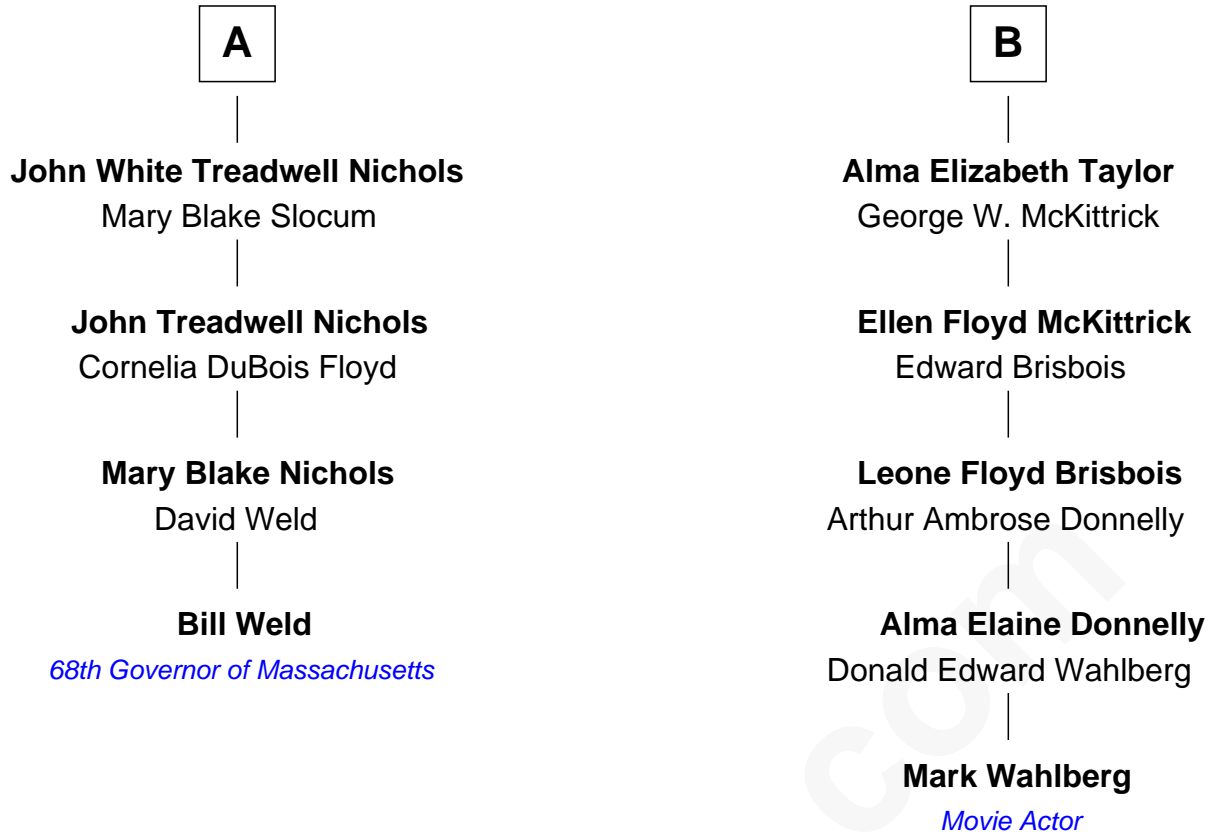 A
John White Treadwell Nichols
Mary Blake Slocum
John Treadwell Nichols
Cornelia DuBois Floyd
Mary Blake Nichols
David Weld
Bill Weld
68th Governor of Massachusetts
B
Alma Elizabeth Taylor
George W. McKittrick
Ellen Floyd McKittrick
Edward Brisbois
Leone Floyd Brisbois
Arthur Ambrose Donnelly
Alma Elaine Donnelly
Donald Edward Wahlberg
Mark Wahlberg
Movie Actor
com